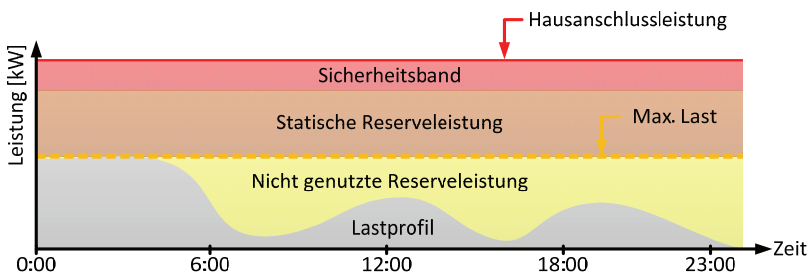 Hausanschlussleistung
Leistung [kW]
Sicherheitsband
Statische Reserveleistung
Max. Last
Nicht genutzte Reserveleistung
Lastprofil
Zeit
0:00 6:00 12:00 18:00 23:00